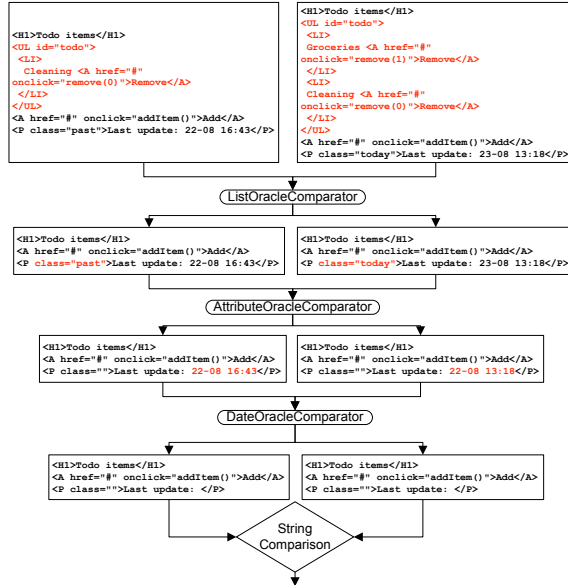 <H1>Todo items</H1>
<UL id="todo">
<LI>
Cleaning <A href="#"
onclick="remove(0)">Remove</A>
</LI>
</UL>
<A href="#" onclick="addItem()">Add</A>
<P class="past">Last update: 22-08 16:43</P>
<H1>Todo items</H1>
<UL id="todo">
<LI>
Groceries <A href="#"
onclick="remove(1)">Remove</A>
</LI>
<LI>
Cleaning <A href="#"
onclick="remove(0)">Remove</A>
</LI>
</UL>
<A href="#" onclick="addItem()">Add</A>
<P class="today">Last update: 23-08 13:18</P>
ListOracleComparator
<H1>Todo items</H1>
<A href="#" onclick="addItem()">Add</A>
<P class="past">Last update: 22-08 16:43</P>
<H1>Todo items</H1>
<A href="#" onclick="addItem()">Add</A>
<P class="today">Last update: 23-08 13:18</P>
AttributeOracleComparator
<H1>Todo items</H1>
<A href="#" onclick="addItem()">Add</A>
<P class="">Last update: 22-08 16:43</P>
<H1>Todo items</H1>
<A href="#" onclick="addItem()">Add</A>
<P class="">Last update: 22-08 13:18</P>
DateOracleComparator
<H1>Todo items</H1>
<A href="#" onclick="addItem()">Add</A>
<P class="">Last update: </P>
<H1>Todo items</H1>
<A href="#" onclick="addItem()">Add</A>
<P class="">Last update: </P>
String
Comparison